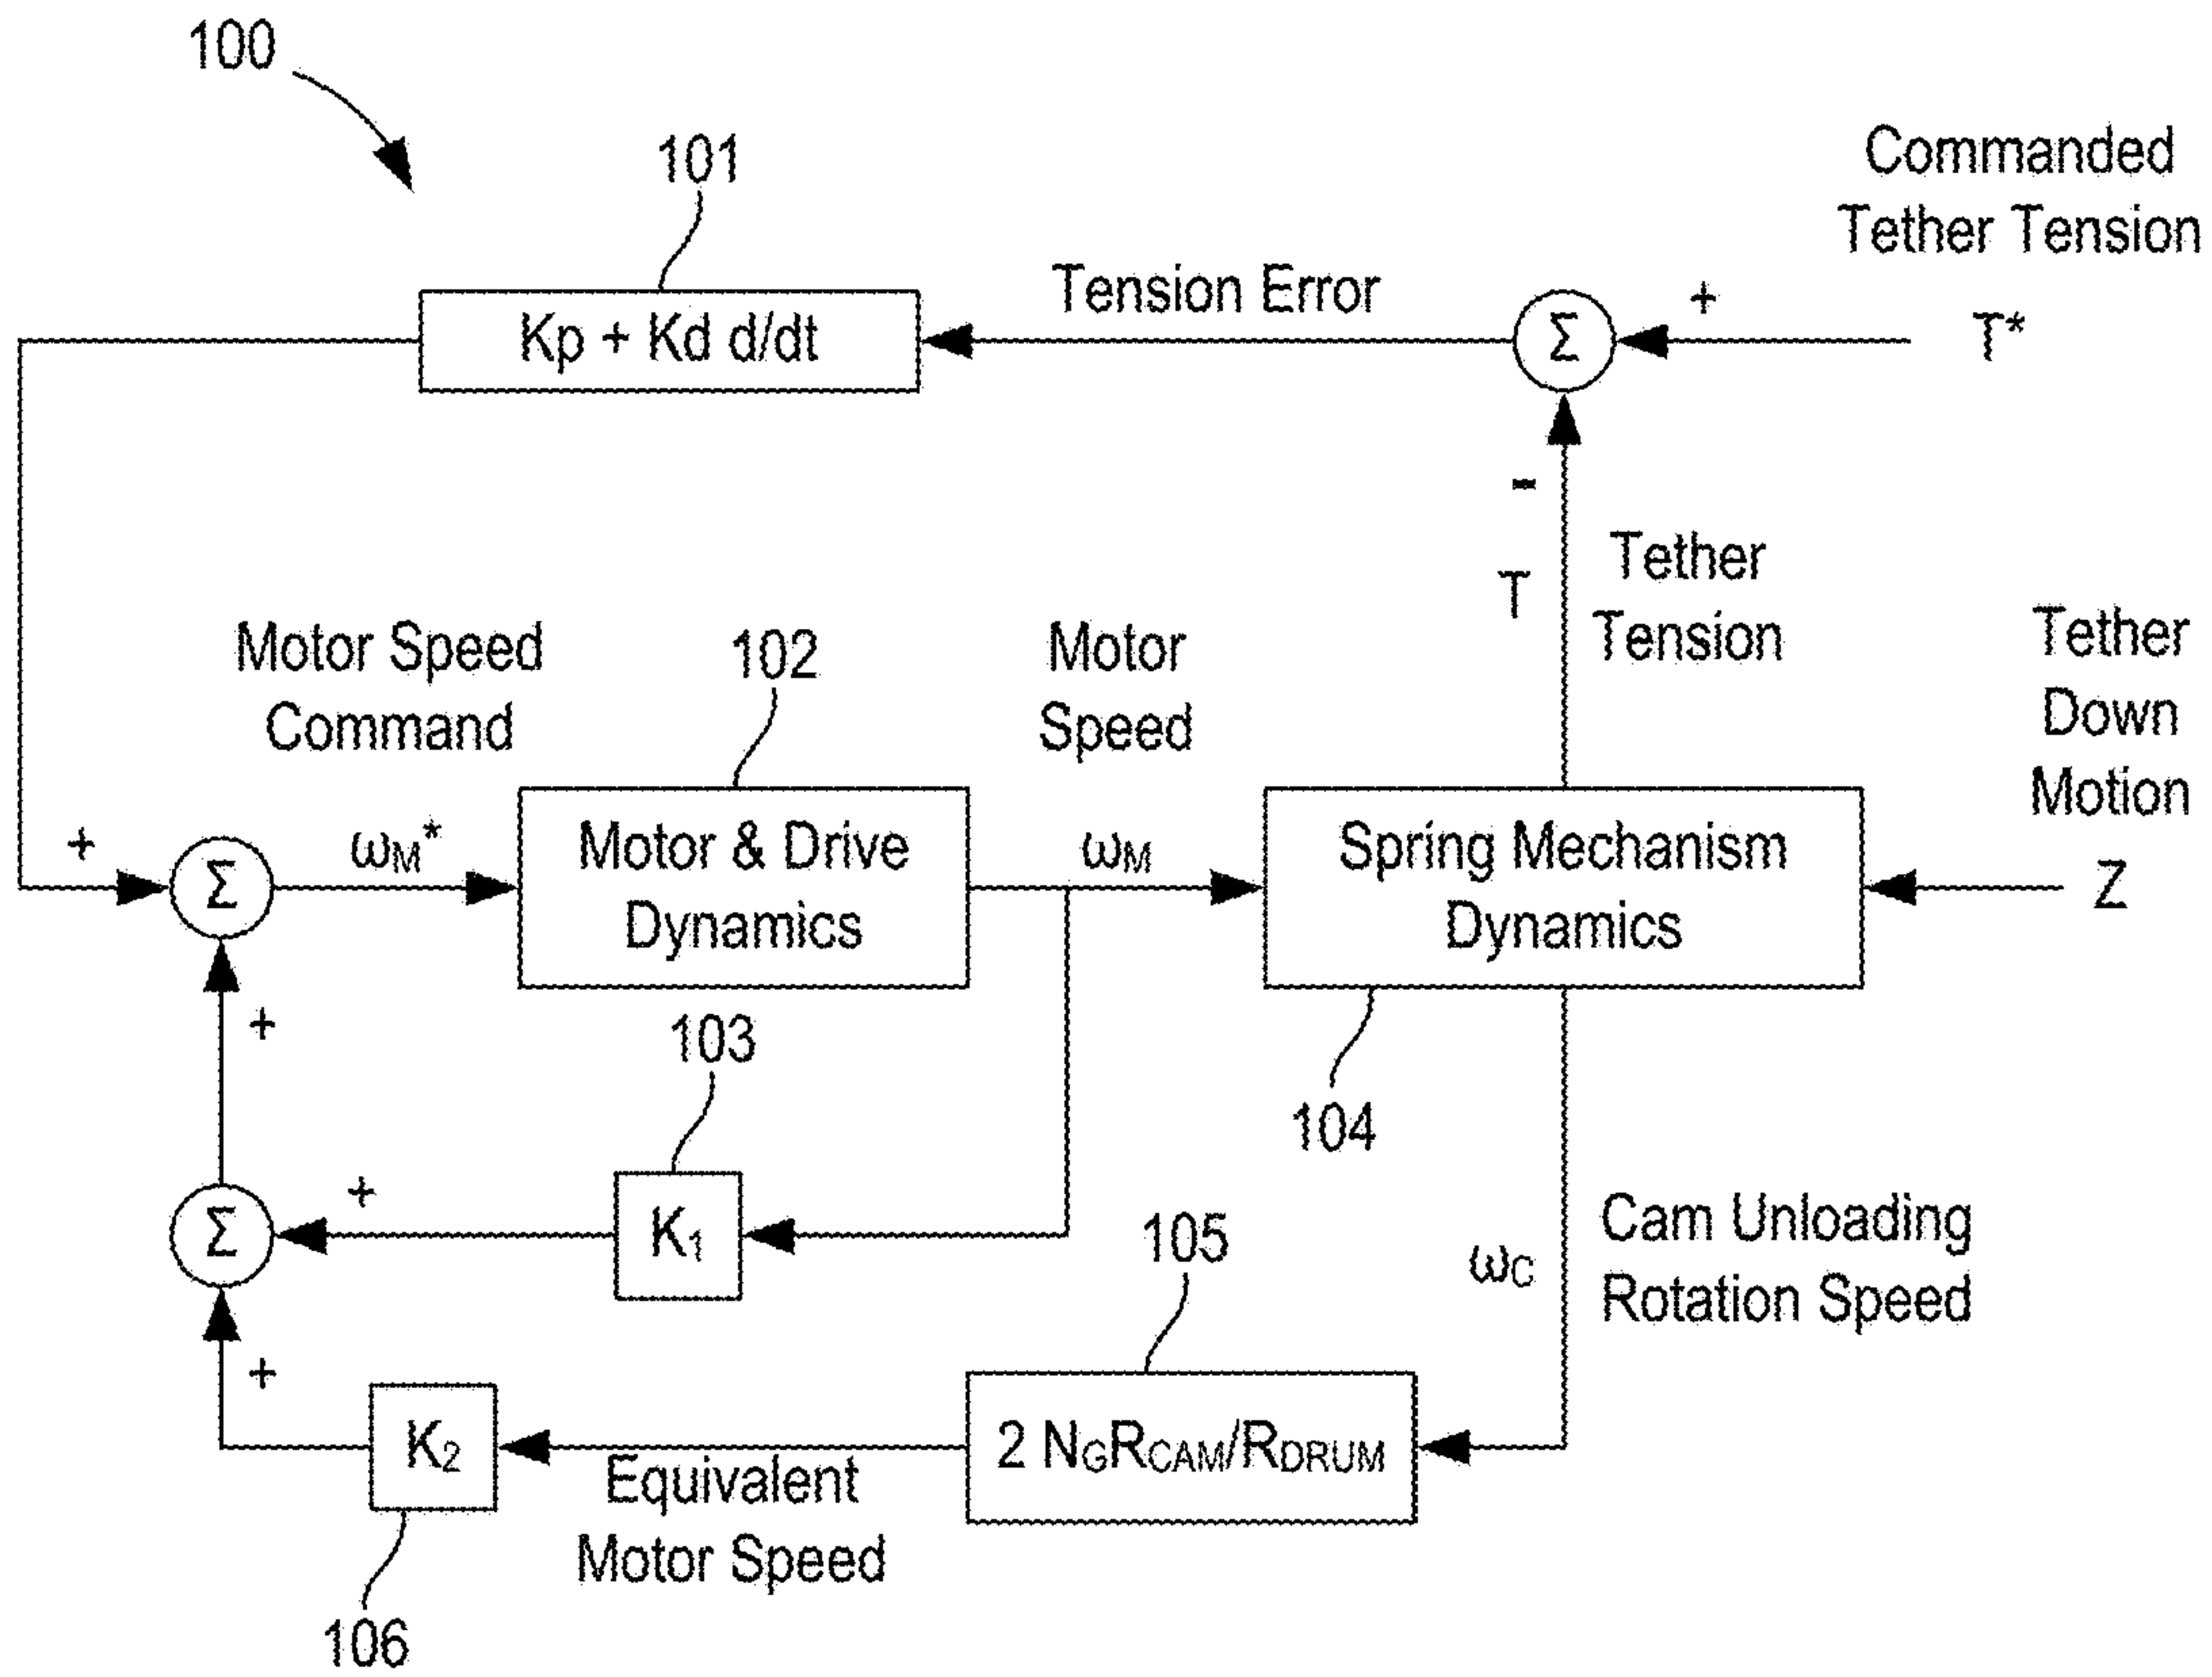 100
101
Commanded
Tether Tension
Kp + Kd d/dt
Tension Error
Σ
+
T*
-
T
Tether
Tension
Motor Speed
Command
102
Motor
Speed
Tether
Down
Motion
+
Σ
ωM*
Motor & Drive
Dynamics
ωM
Spring Mechanism
Dynamics
Z
+
103
104
Σ
+
K1
105
ωC
Cam Unloading
Rotation Speed
+
K2
Equivalent
Motor Speed
2 NGRCAM/RDRUM
106